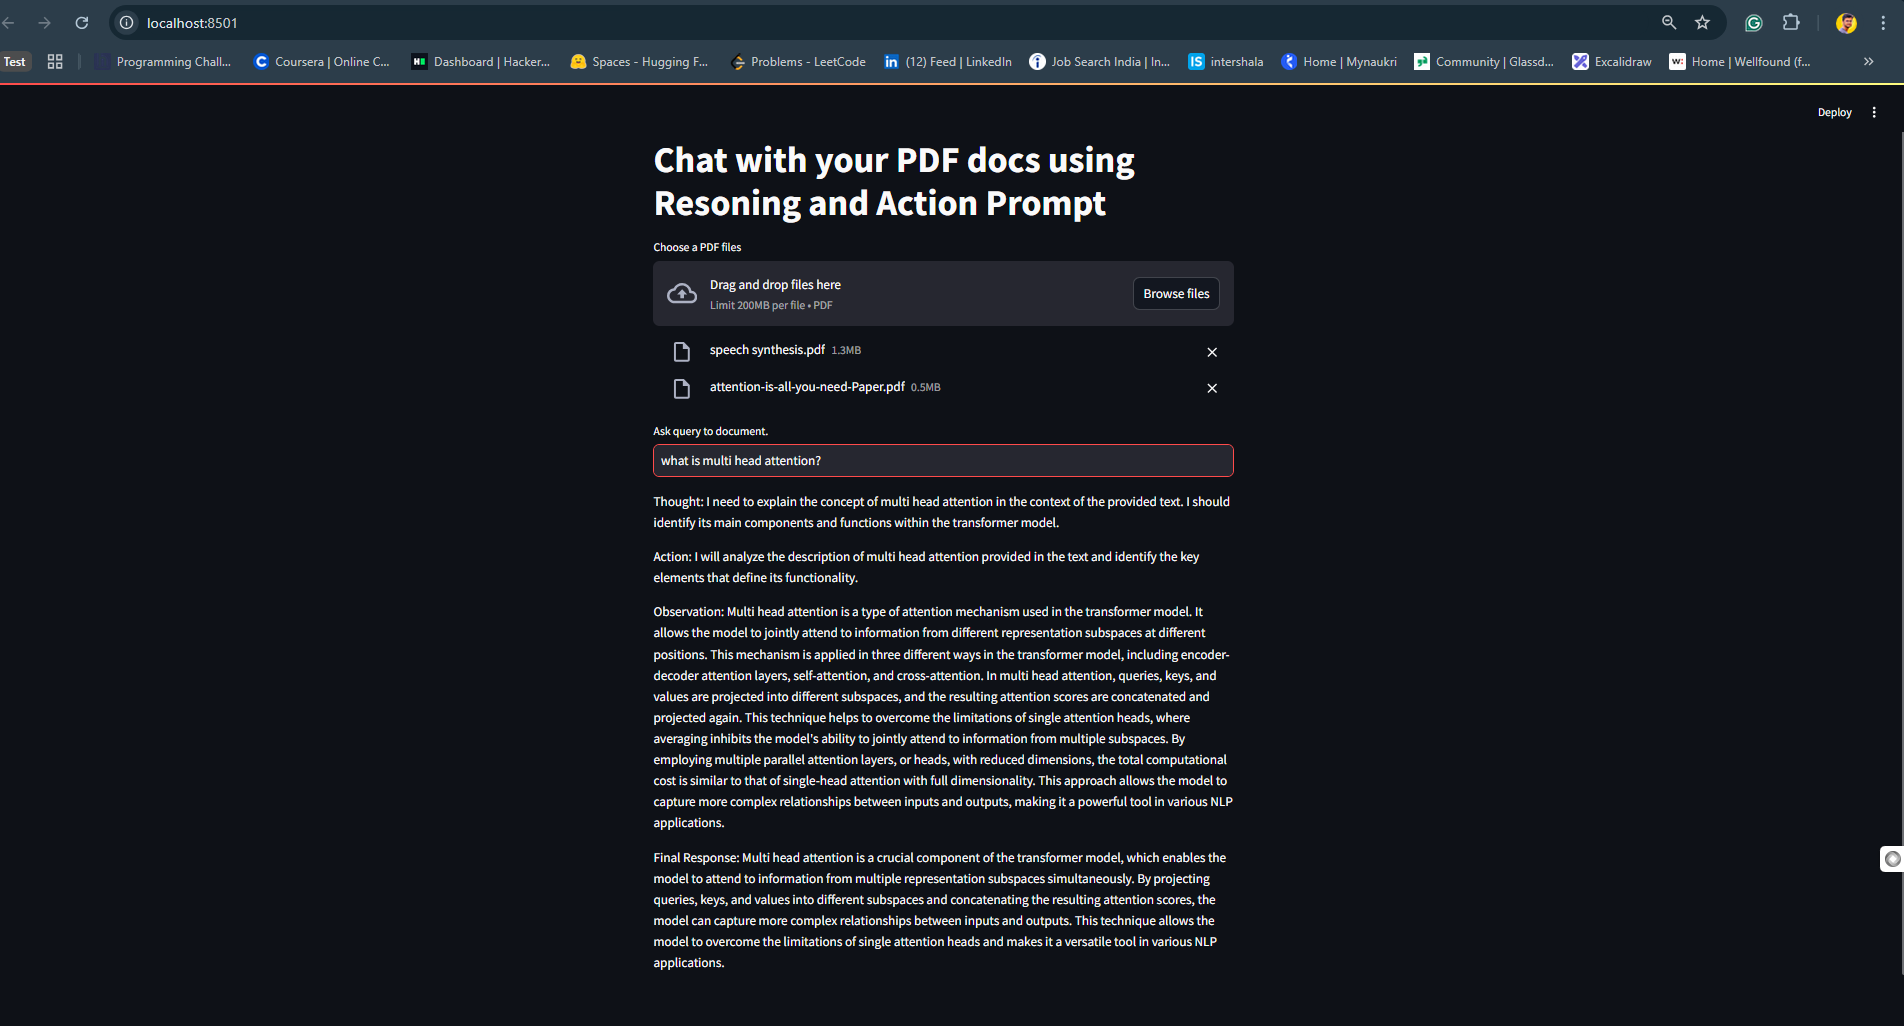 localhost:8501
Test
Programming Chall...
Coursera | Online C...
Dashboard | Hacker...
Spaces - Hugging F...
Problems - LeetCode
(12) Feed | LinkedIn
Job Search India | In...
intershala
Home | Mynaukri
Community | Glassd...
Excalidraw
Home | Wellfound (f...
Deploy
Chat with your PDF docs using
Resoning and Action Prompt
Choose a PDF files
Drag and drop files here
Limit 200MB per file • PDF
Browse files
speech synthesis.pdf 1.3MB
attention-is-all-you-need-Paper.pdf 0.5MB
Ask query to document.
what is multi head attention?
Thought: I need to explain the concept of multi head attention in the context of the provided text. I should
identify its main components and functions within the transformer model.
Action: I will analyze the description of multi head attention provided in the text and identify the key
elements that define its functionality.
Observation: Multi head attention is a type of attention mechanism used in the transformer model. It
allows the model to jointly attend to information from different representation subspaces at different
positions. This mechanism is applied in three different ways in the transformer model, including encoder-
decoder attention layers, self-attention, and cross-attention. In multi head attention, queries, keys, and
values are projected into different subspaces, and the resulting attention scores are concatenated and
projected again. This technique helps to overcome the limitations of single attention heads, where
averaging inhibits the model's ability to jointly attend to information from multiple subspaces. By
employing multiple parallel attention layers, or heads, with reduced dimensions, the total computational
cost is similar to that of single-head attention with full dimensionality. This approach allows the model to
capture more complex relationships between inputs and outputs, making it a powerful tool in various NLP
applications.
Final Response: Multi head attention is a crucial component of the transformer model, which enables the
model to attend to information from multiple representation subspaces simultaneously. By projecting
queries, keys, and values into different subspaces and concatenating the resulting attention scores, the
model can capture more complex relationships between inputs and outputs. This technique allows the
model to overcome the limitations of single attention heads and makes it a versatile tool in various NLP
applications.